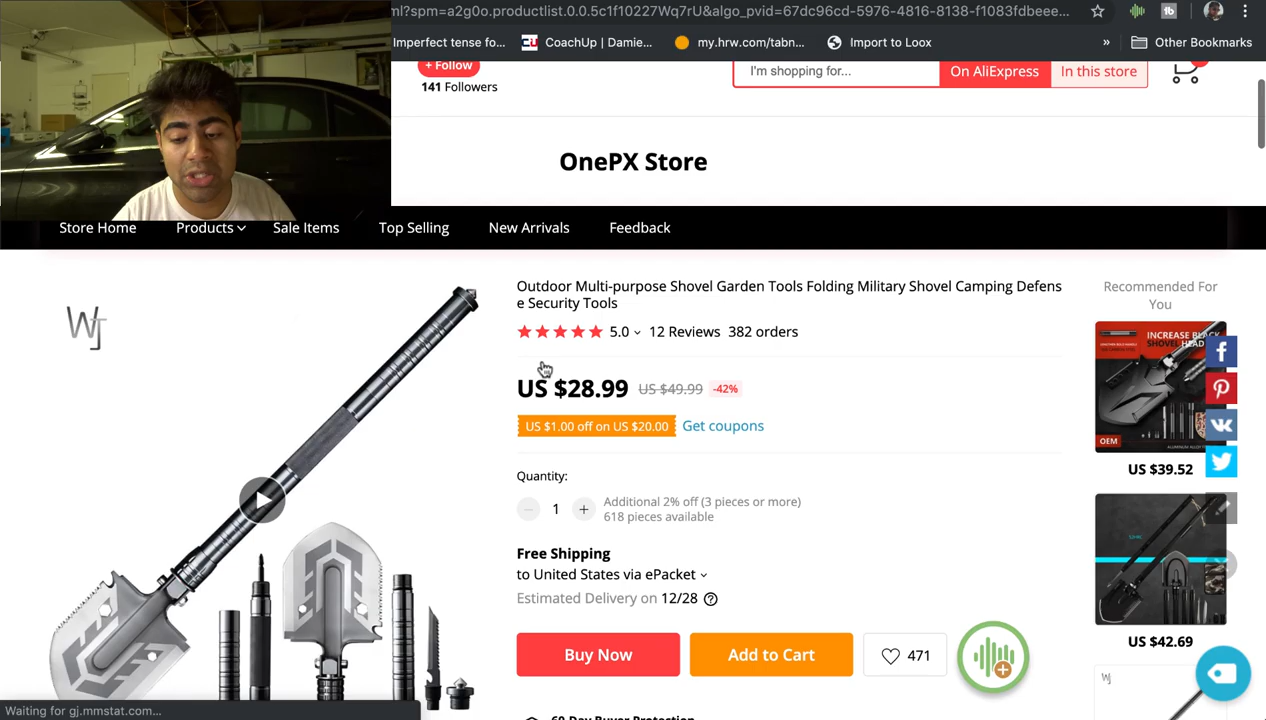 ml?spm=a2g0o.productlist.0.0.5c1f10227Wq7rU&algo_pvid=67dc96cd-5976-4816-8138-f1083fdbeee...
Imperfect tense fo...
CU
CoachUp | Damie...
my.hrw.com/tabn...
Import to Loox
»
Other Bookmarks
+ Follow
141 Followers
I'm shopping for...
On AliExpress
In this store
OnePX Store
Store Home
Products
Sale Items
Top Selling
New Arrivals
Feedback
WJ
Outdoor Multi-purpose Shovel Garden Tools Folding Military Shovel Camping Defens
e Security Tools
5.0
12 Reviews
382 orders
US $28.99
US $49.99
-42%
US $1.00 off on US $20.00
Get coupons
Quantity:
1
Additional 2% off (3 pieces or more)
618 pieces available
Free Shipping
to United States via ePacket
Estimated Delivery on 12/28
Buy Now
Add to Cart
471
60-Day Buyer Protection
Recommended For
You
INCREASE BLACK
SHOVEL HEAD
OEM
US $39.52
US $42.69
WJ
Waiting for gj.mmstat.com...